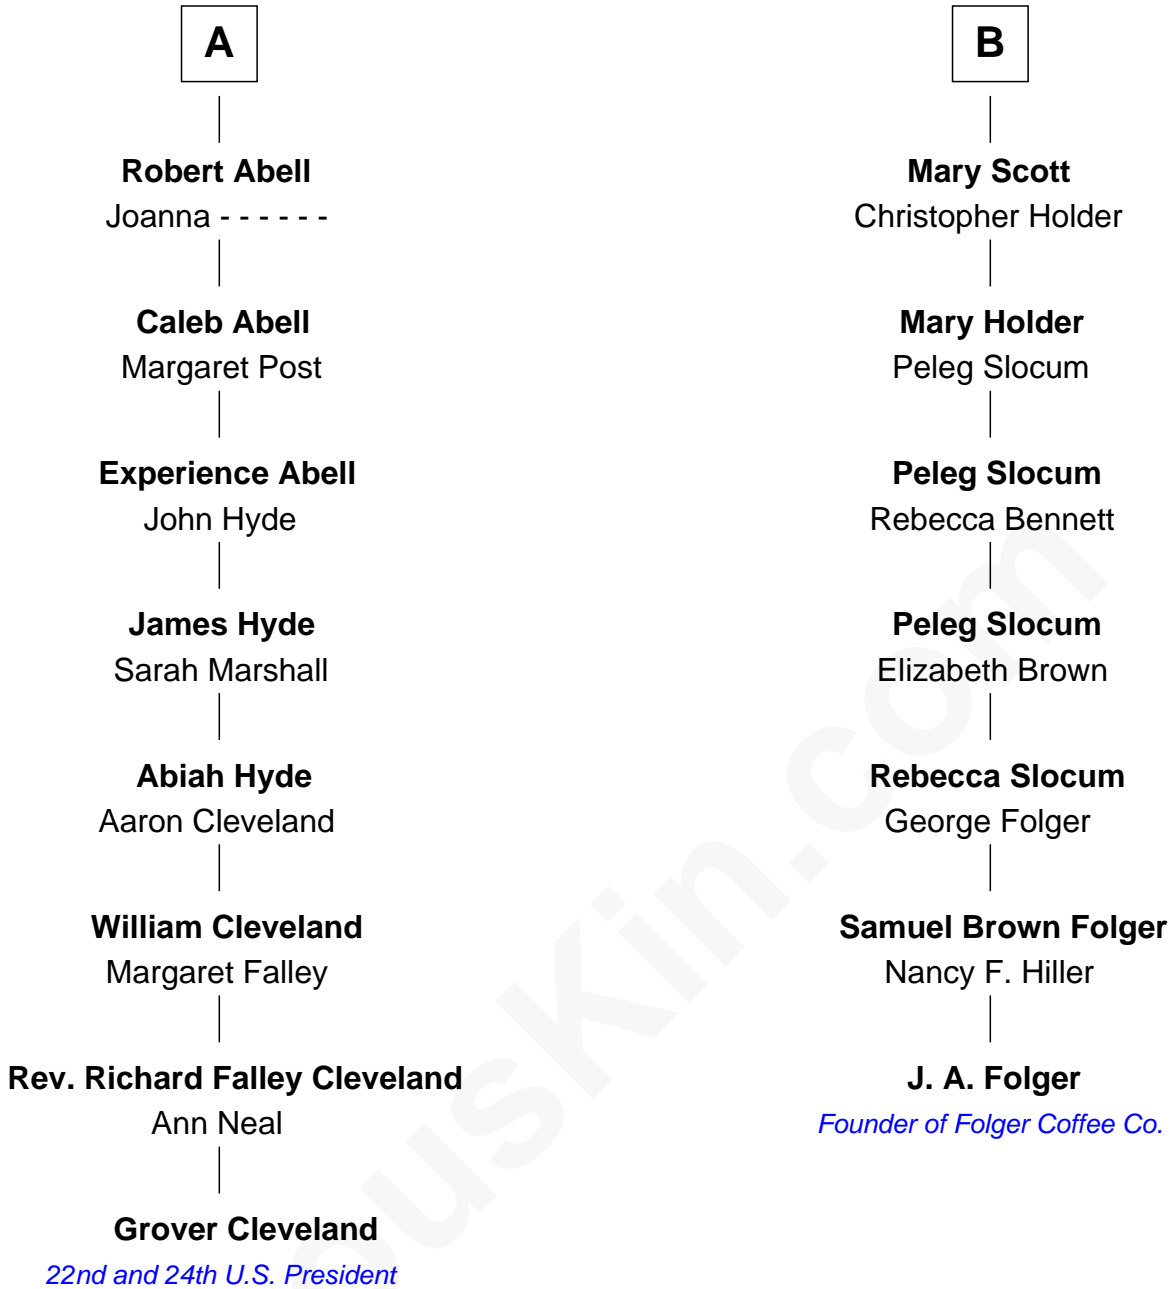 A
Robert Abell
Joanna - - - - - -
Caleb Abell
Margaret Post
Experience Abell
John Hyde
James Hyde
Sarah Marshall
Abiah Hyde
Aaron Cleveland
William Cleveland
Margaret Falley
Rev. Richard Falley Cleveland
Ann Neal
Grover Cleveland
22nd and 24th U.S. President
B
Mary Scott
Christopher Holder
Mary Holder
Peleg Slocum
Peleg Slocum
Rebecca Bennett
Peleg Slocum
Elizabeth Brown
Rebecca Slocum
George Folger
Samuel Brown Folger
Nancy F. Hiller
J. A. Folger
Founder of Folger Coffee Co.
ousKin.com